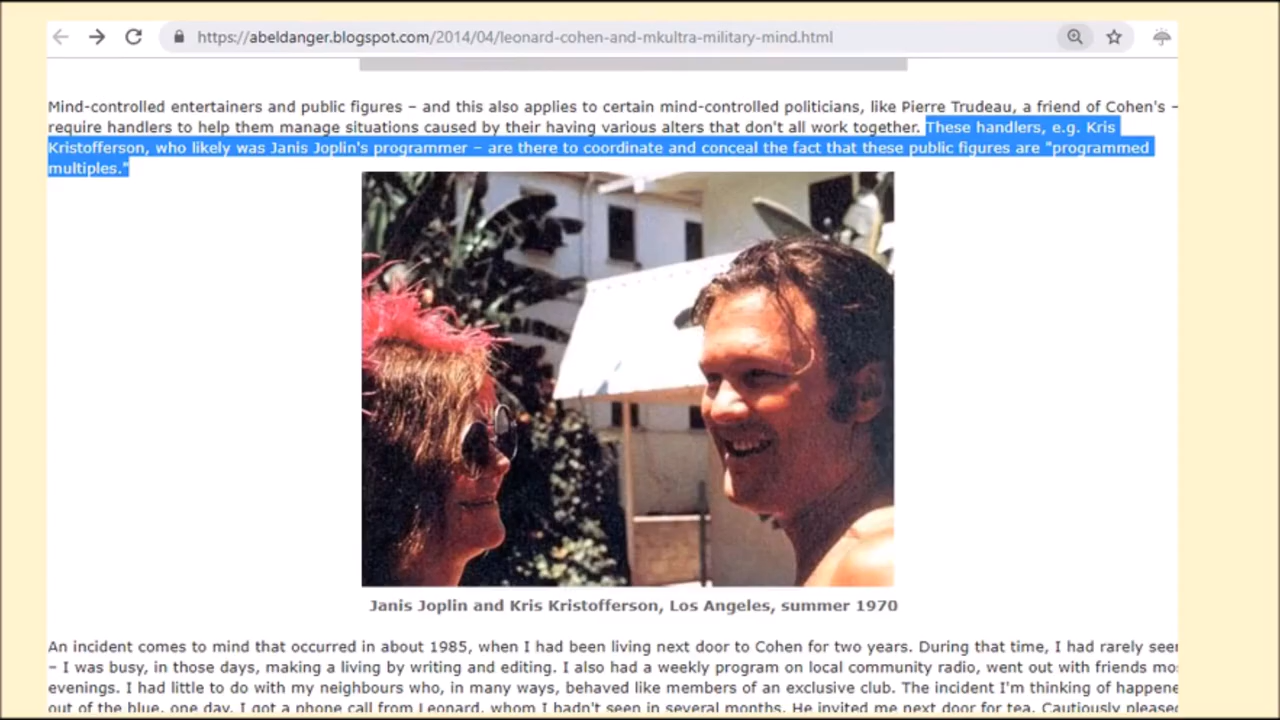 https://abeldanger.blogspot.com/2014/04/leonard-cohen-and-mkultra-military-mind.html
Mind-controlled entertainers and public figures – and this also applies to certain mind-controlled politicians, like Pierre Trudeau, a friend of Cohen's –
require handlers to help them manage situations caused by their having various alters that don't all work together. These handlers, e.g. Kris
Kristofferson, who likely was Janis Joplin's programmer – are there to coordinate and conceal the fact that these public figures are "programmed
multiples."
Janis Joplin and Kris Kristofferson, Los Angeles, summer 1970
An incident comes to mind that occurred in about 1985, when I had been living next door to Cohen for two years. During that time, I had rarely seen
– I was busy, in those days, making a living by writing and editing. I also had a weekly program on local community radio, went out with friends mo
evenings. I had little to do with my neighbours who, in many ways, behaved like members of an exclusive club. The incident I'm thinking of happene
out of the blue, one day, I got a phone call from Leonard, whom I hadn't seen in several months. He invited me next door for tea. Cautiously please